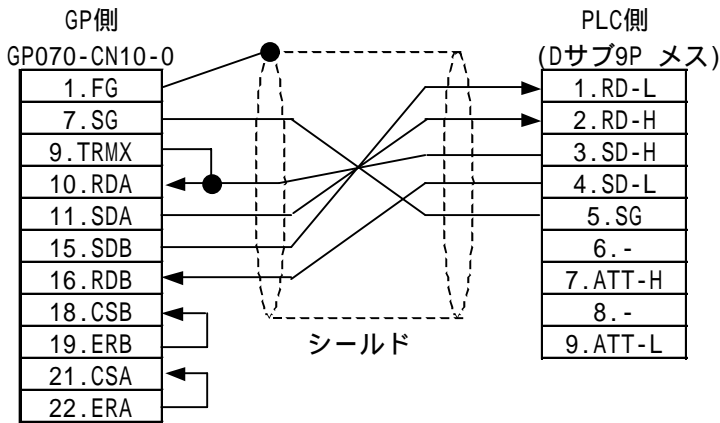 GP側
GP070-CN10-0
1.FG
7.SG
9.TRMX
10.RDA
11.SDA
15.SDB
16.RDB
18.CSB
19.ERB
21.CSA
22.ERA
シールド
PLC側
(Dサブ9P メス)
1.RD-L
2.RD-H
3.SD-H
4.SD-L
5.SG
6.-
7.ATT-H
8.-
9.ATT-L